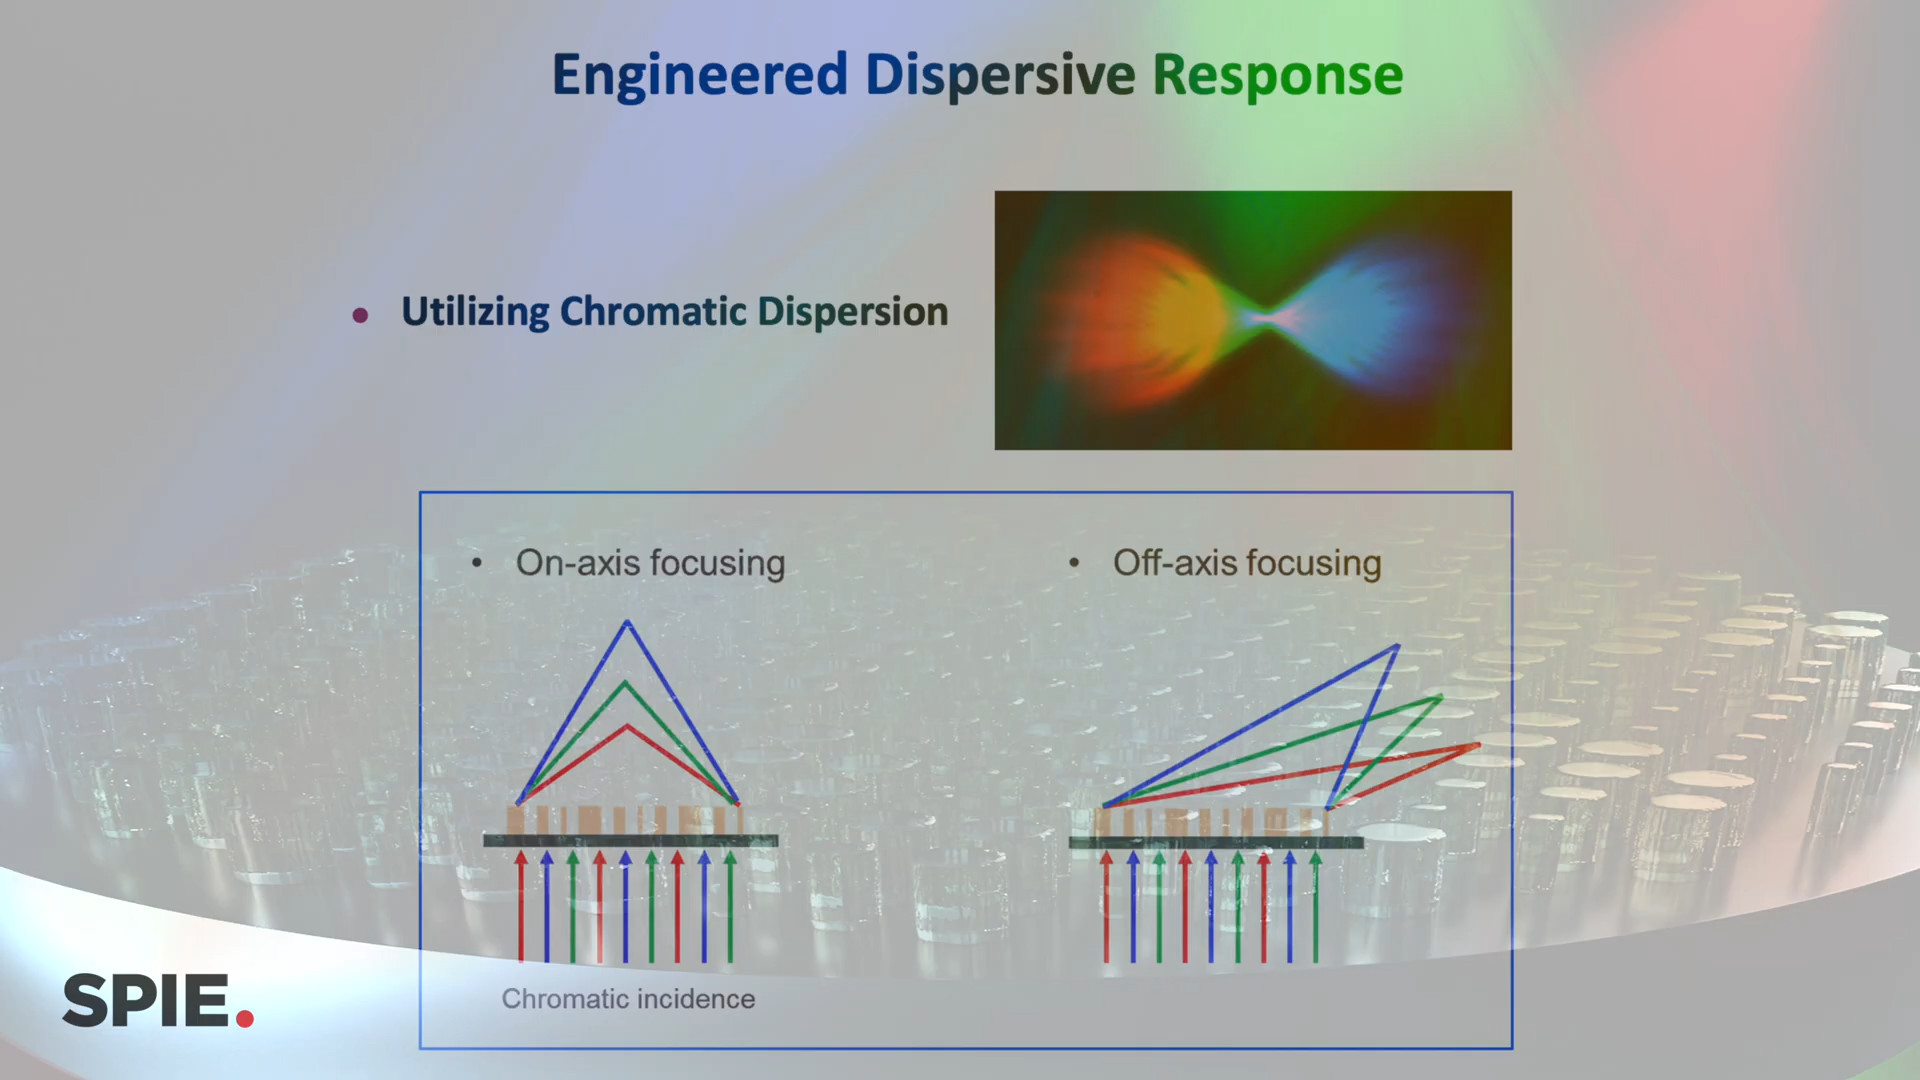 Engineered Dispersive Response
• Utilizing Chromatic Dispersion
• On-axis focusing
• Off-axis focusing
Chromatic incidence
SPIE.